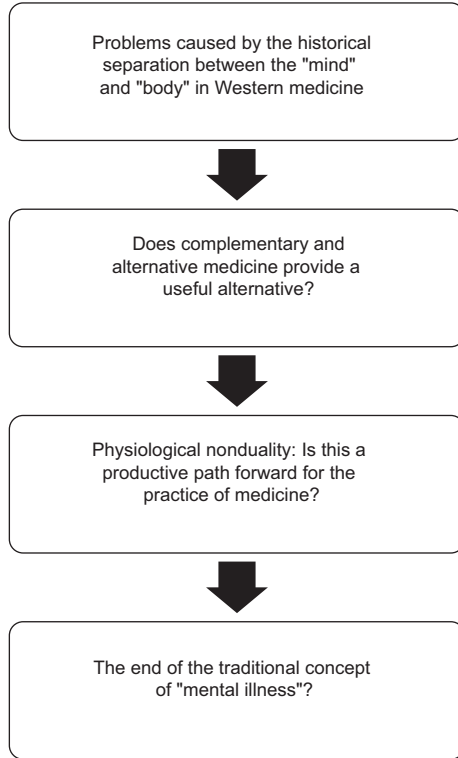 Problems caused by the historical
separation between the "mind"
and "body" in Western medicine
Does complementary and
alternative medicine provide a
useful alternative?
Physiological nonduality: Is this a
productive path forward for the
practice of medicine?
The end of the traditional concept
of "mental illness"?